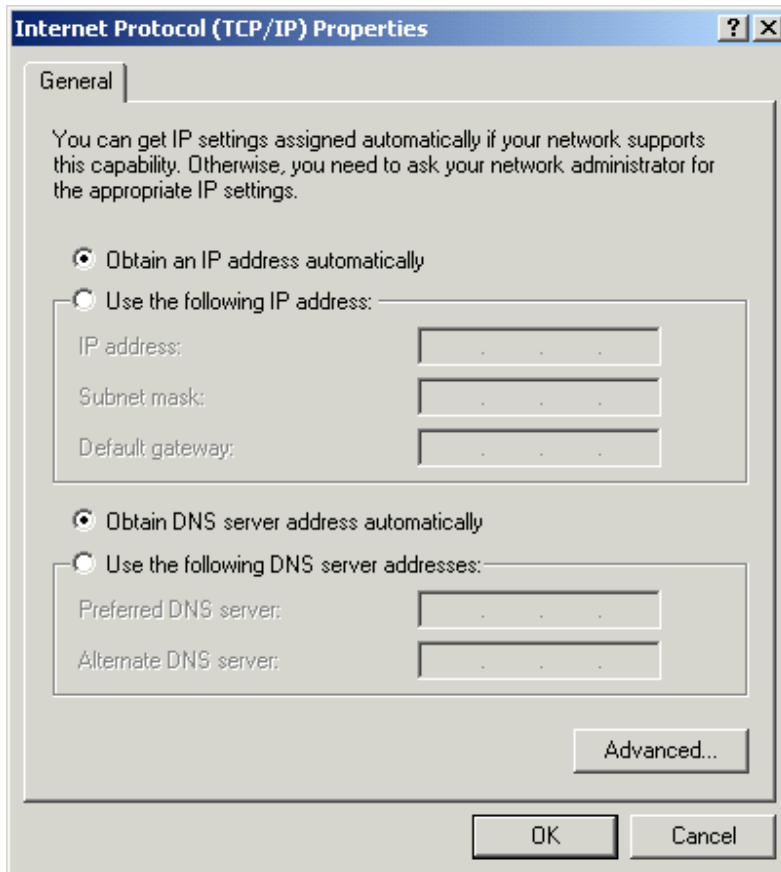 Internet Protocol (TCP/IP) Properties
General
You can get IP settings assigned automatically if your network supports
this capability. Otherwise, you need to ask your network administrator for
the appropriate IP settings.
Obtain an IP address automatically
Use the following IP address:
IP address:
Subnet mask:
Default gateway:
Obtain DNS server address automatically
Use the following DNS server addresses:
Preferred DNS server:
Alternate DNS server:
Advanced...
OK Cancel